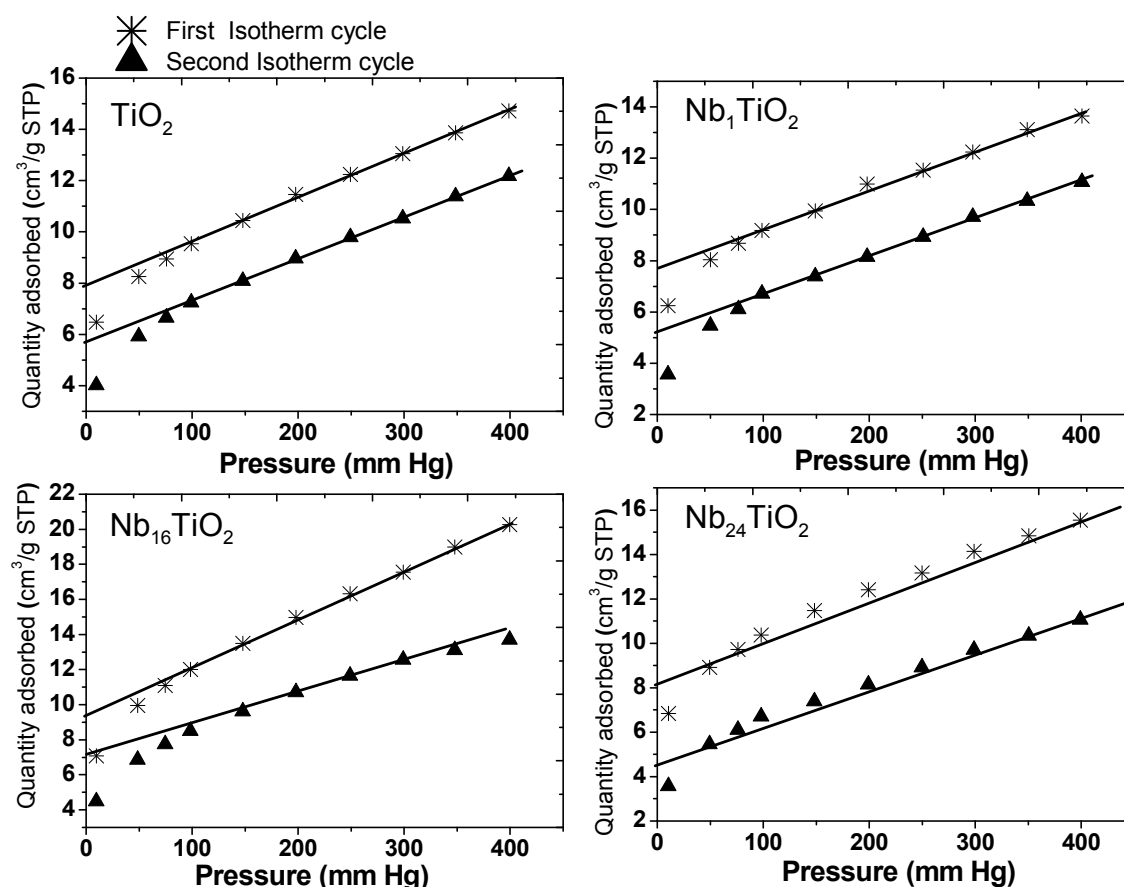 First Isotherm cycle
Second Isotherm cycle
TiO₂
Quantity adsorbed (cm³/g STP)
16
14
12
10
8
6
4
0 100 200 300 400
Pressure (mm Hg)
Nb₁TiO₂
Quantity adsorbed (cm³/g STP)
14
12
10
8
6
4
2
0 100 200 300 400
Pressure (mm Hg)
Nb₁₆TiO₂
Quantity adsorbed (cm³/g STP)
22
20
18
16
14
12
10
8
6
4
0 100 200 300 400
Pressure (mm Hg)
Nb₂₄TiO₂
Quantity adsorbed (cm³/g STP)
16
14
12
10
8
6
4
2
0 100 200 300 400
Pressure (mm Hg)